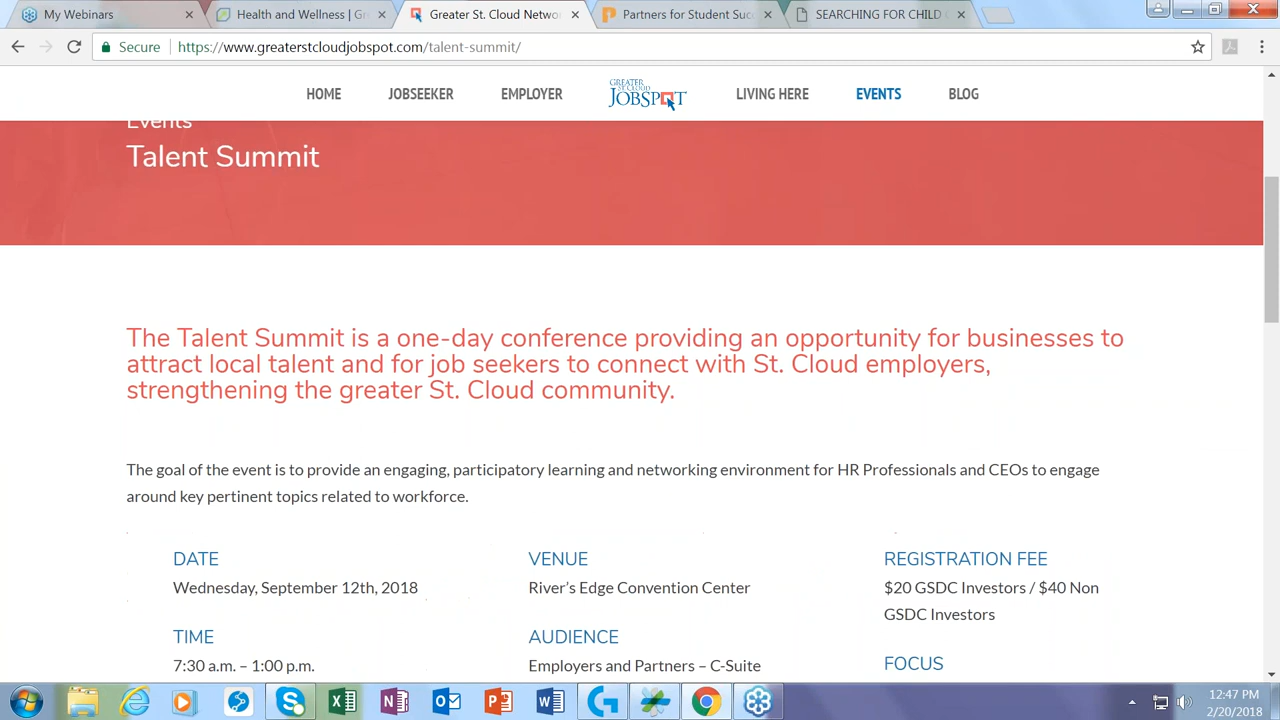 My Webinars
Health and Wellness | Gr
Greater St. Cloud Netwo
Partners for Student Suc
SEARCHING FOR CHILD
Secure
https://www.greaterstcloudjobspot.com/talent-summit/
HOME
JOBSEEKER
EMPLOYER
GREATER
ST. CLOUD
JOBSPOT
LIVING HERE
EVENTS
BLOG
Events
Talent Summit
The Talent Summit is a one-day conference providing an opportunity for businesses to
attract local talent and for job seekers to connect with St. Cloud employers,
strengthening the greater St. Cloud community.
The goal of the event is to provide an engaging, participatory learning and networking environment for HR Professionals and CEOs to engage
around key pertinent topics related to workforce.
DATE
Wednesday, September 12th, 2018
TIME
7:30 a.m. – 1:00 p.m.
VENUE
River's Edge Convention Center
AUDIENCE
Employers and Partners – C-Suite
REGISTRATION FEE
$20 GSDC Investors / $40 Non
GSDC Investors
FOCUS
12:47 PM
2/20/2018